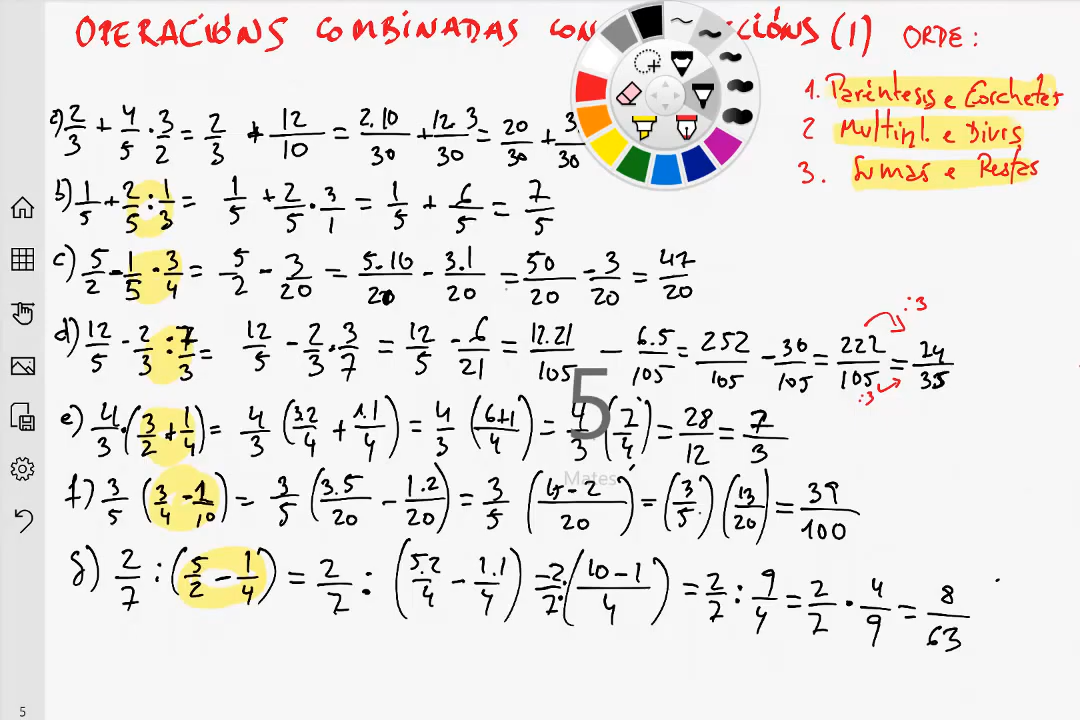 OPERACIÓNS COMBINADAS CON CIÓNS (1) ORDE:
1. Paréntesis e Corchetes
2 Multipl. e Divis
3. Sumas e Restas
a) 2/3 + 4/5 · 3/2 = 2/3 + 12/10 = 2·10/30 + 12·3/30 = 20/30 + 3 /30
b) 1/5 + 2/5 : 1/3 = 1/5 + 2/5 · 3/1 = 1/5 + 6/5 = 7/5
c) 5/2 - 1/5 · 3/4 = 5/2 - 3/20 = 5·10/20 - 3·1/20 = 50/20 - 3/20 = 47/20
d) 12/5 - 2/3 : 7/3 = 12/5 - 2/3 · 3/7 = 12/5 - 6/21 = 12·21/105 - 6·5/105 = 252/105 - 30/105 = 222/105 = 24/35
:3
:3
e) 4/3 · (3/2 + 1/4) = 4/3 (3·2/4 + 1·1/4) = 4/3 (6+1/4) = 4/3 (7/4) = 28/12 = 7/3
f) 3/5 (3/4 - 1/10) = 3/5 (3·5/20 - 1·2/20) = 3/5 (15-2/20) = (3/5) (13/20) = 39/100
g) 2/7 : (5/2 - 1/4) = 2/7 : (5·2/4 - 1·1/4) = 2/7 : (10-1/4) = 2/7 : 9/4 = 2/7 · 4/9 = 8/63
5
Mates
5